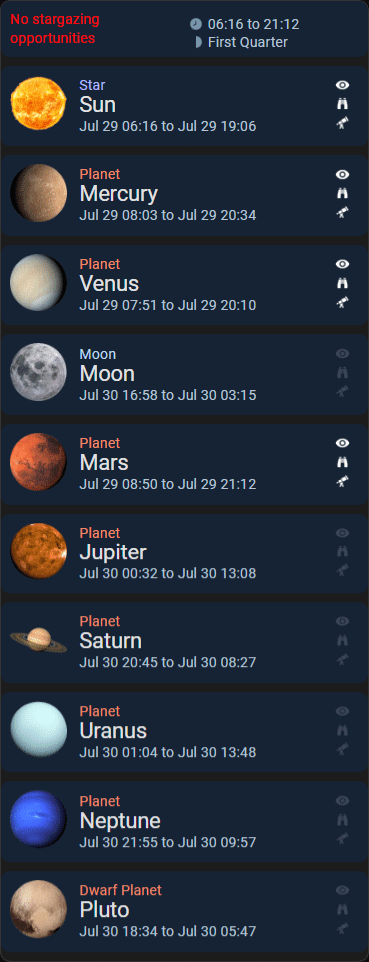 No stargazing
opportunities
06:16 to 21:12
First Quarter
Star
Sun
Jul 29 06:16 to Jul 29 19:06
Planet
Mercury
Jul 29 08:03 to Jul 29 20:34
Planet
Venus
Jul 29 07:51 to Jul 29 20:10
Moon
Moon
Jul 30 16:58 to Jul 30 03:15
Planet
Mars
Jul 29 08:50 to Jul 29 21:12
Planet
Jupiter
Jul 30 00:32 to Jul 30 13:08
Planet
Saturn
Jul 30 20:45 to Jul 30 08:27
Planet
Uranus
Jul 30 01:04 to Jul 30 13:48
Planet
Neptune
Jul 30 21:55 to Jul 30 09:57
Dwarf Planet
Pluto
Jul 30 18:34 to Jul 30 05:47